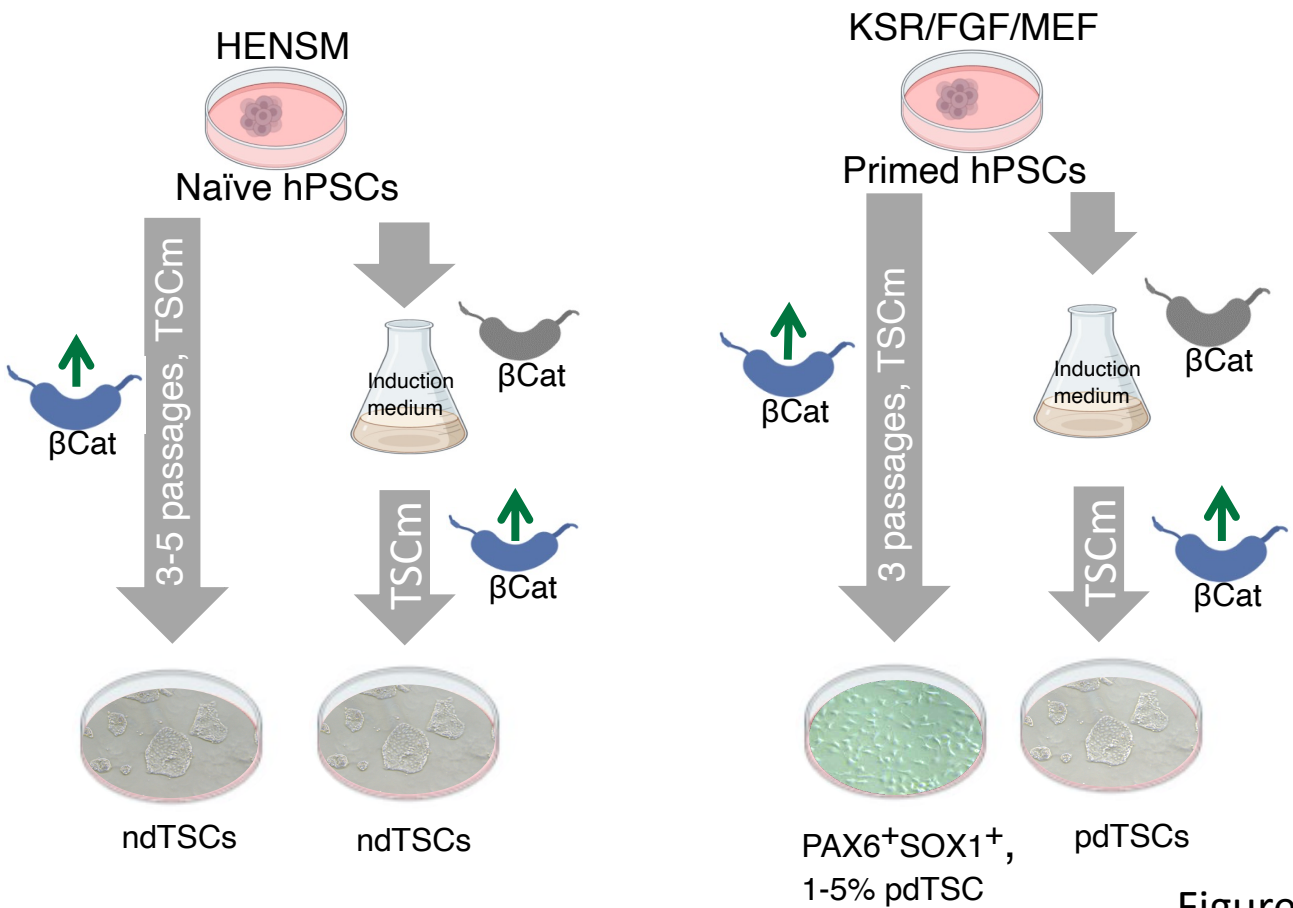 HENSM
Naïve hPSCs
3-5 passages, TSCm
βCat
Induction
medium
βCat
TSCm
βCat
ndTSCs
ndTSCs
KSR/FGF/MEF
Primed hPSCs
3 passages, TSCm
βCat
Induction
medium
βCat
TSCm
βCat
PAX6⁺SOX1⁺,
1-5% pdTSC
pdTSCs
Figure